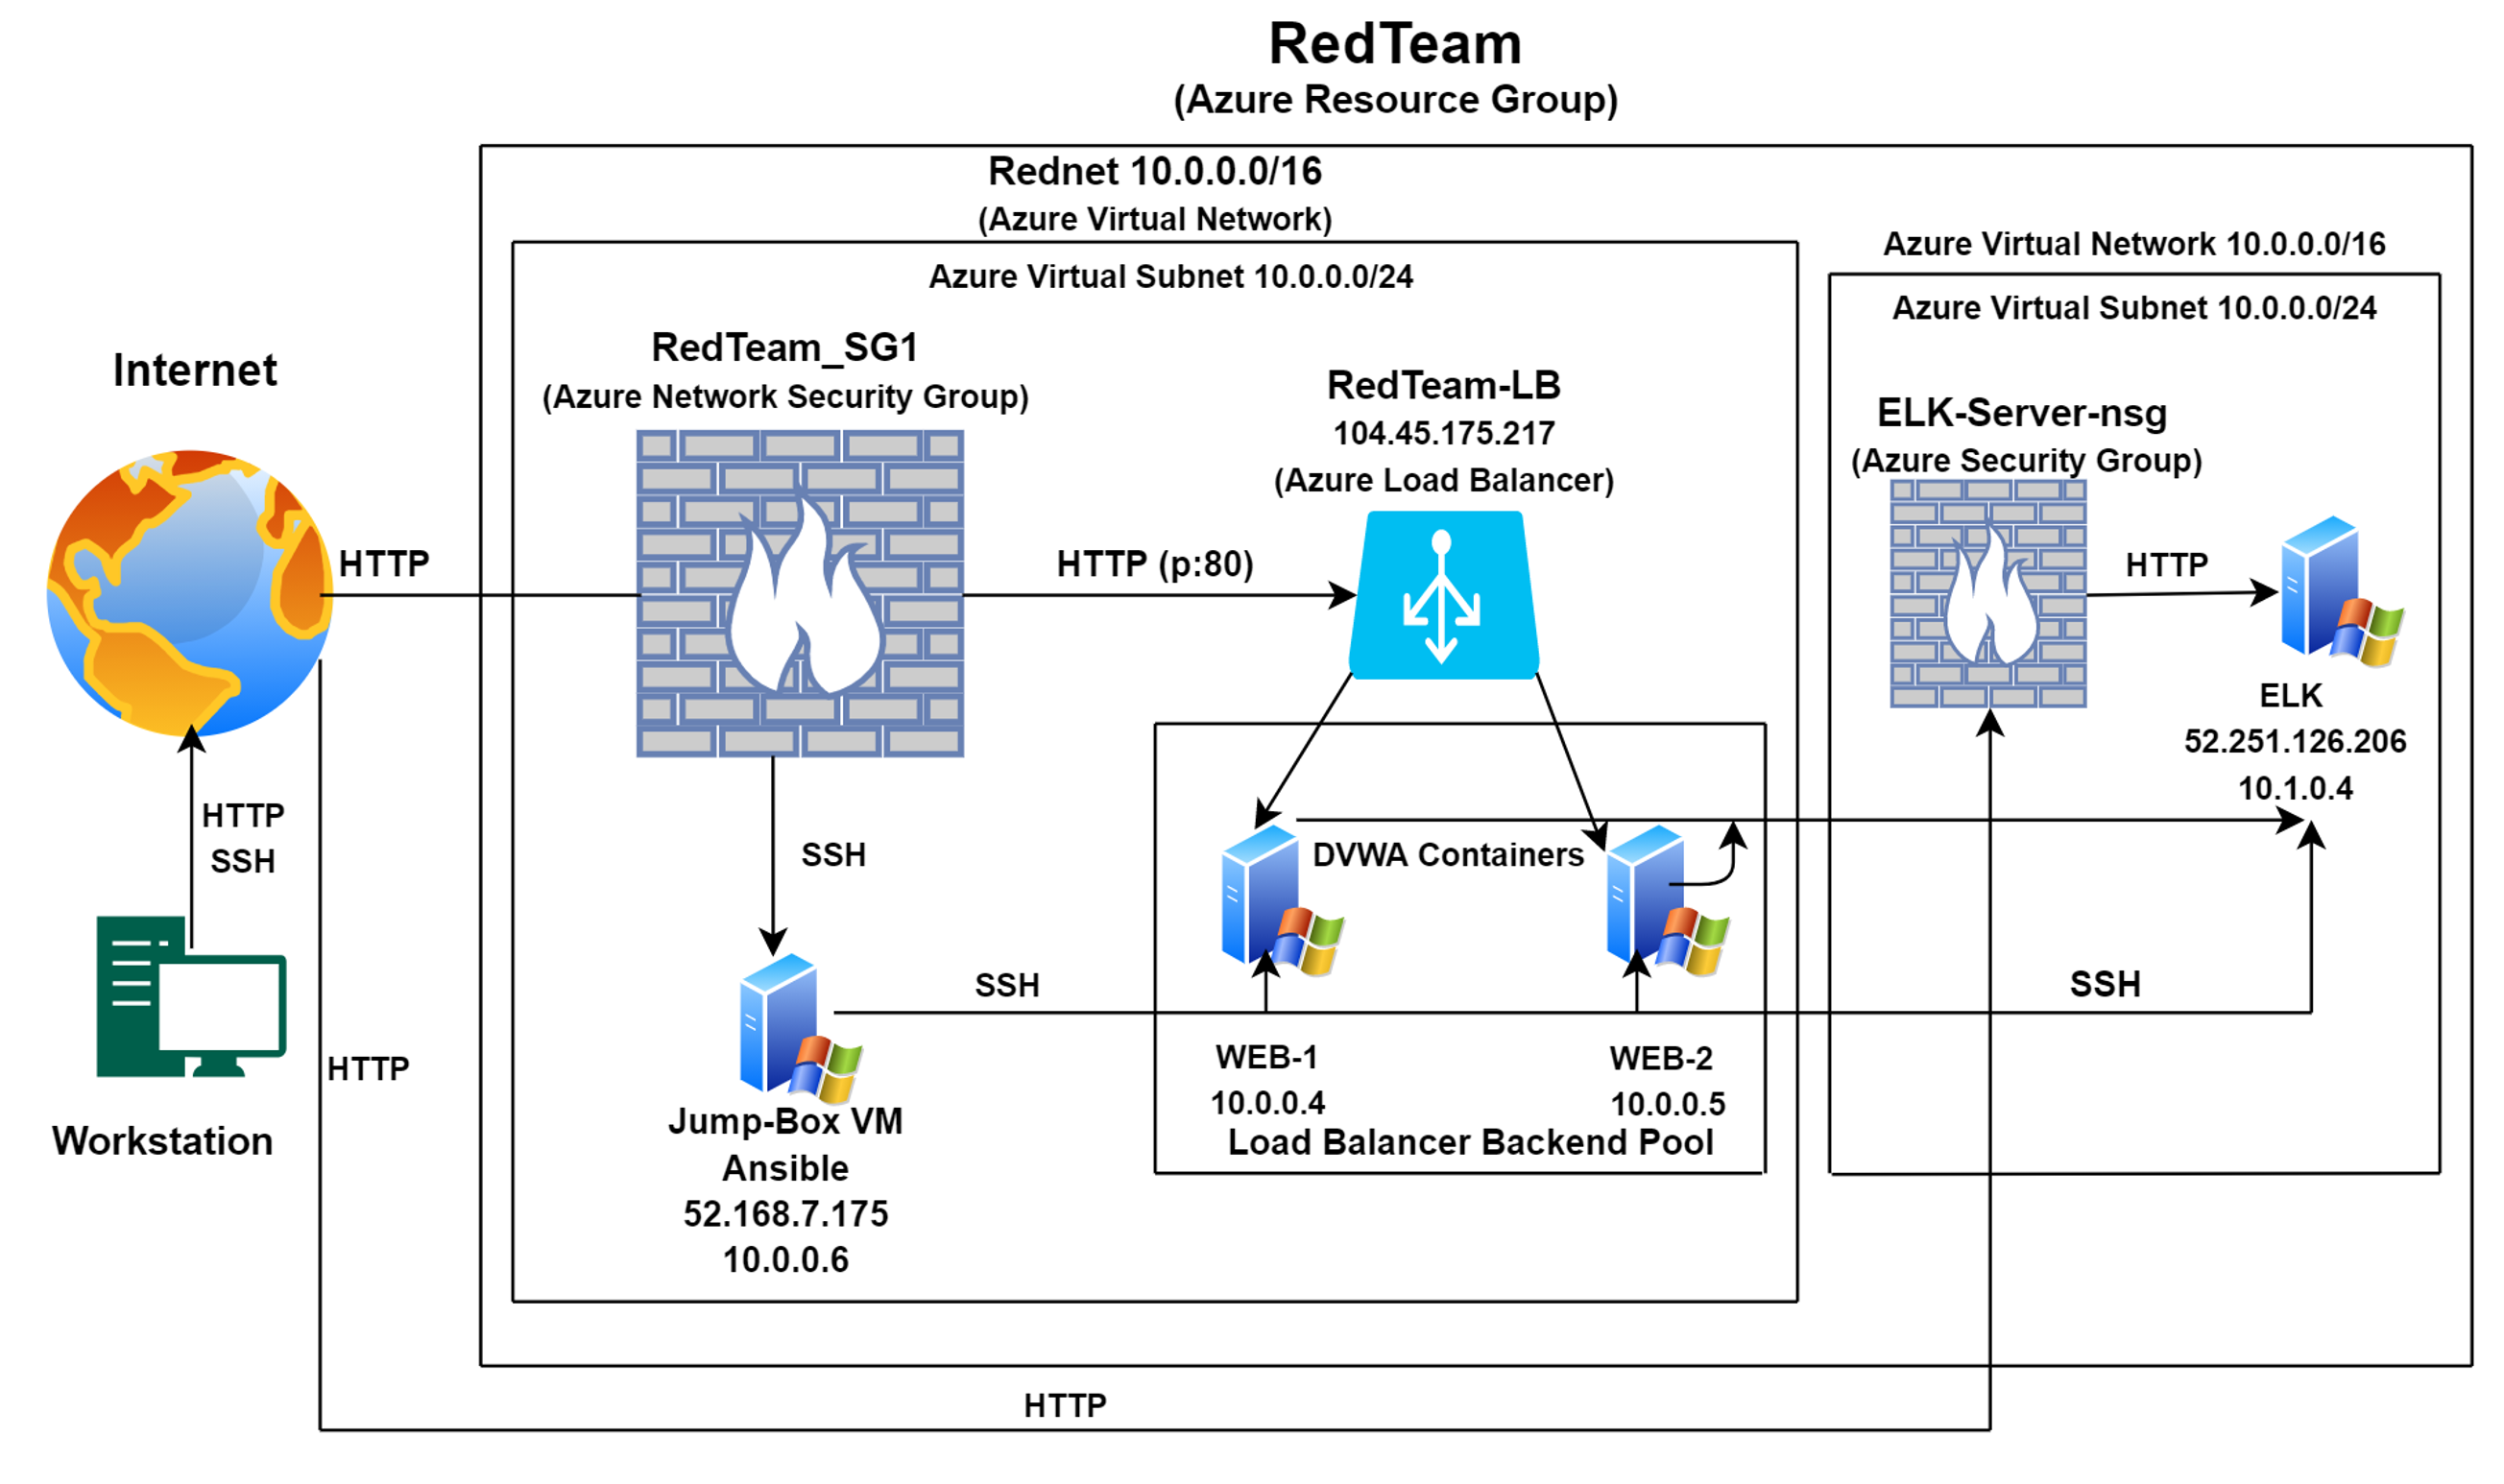 RedTeam
(Azure Resource Group)
Rednet 10.0.0.0/16
(Azure Virtual Network)
Azure Virtual Subnet 10.0.0.0/24
Azure Virtual Network 10.0.0.0/16
Azure Virtual Subnet 10.0.0.0/24
Internet
HTTP
HTTP
SSH
Workstation
HTTP
RedTeam_SG1
(Azure Network Security Group)
HTTP (p:80)
RedTeam-LB
104.45.175.217
(Azure Load Balancer)
SSH
Jump-Box VM
Ansible
52.168.7.175
10.0.0.6
SSH
DVWA Containers
WEB-1
10.0.0.4
WEB-2
10.0.0.5
Load Balancer Backend Pool
ELK-Server-nsg
(Azure Security Group)
HTTP
ELK
52.251.126.206
10.1.0.4
SSH
HTTP